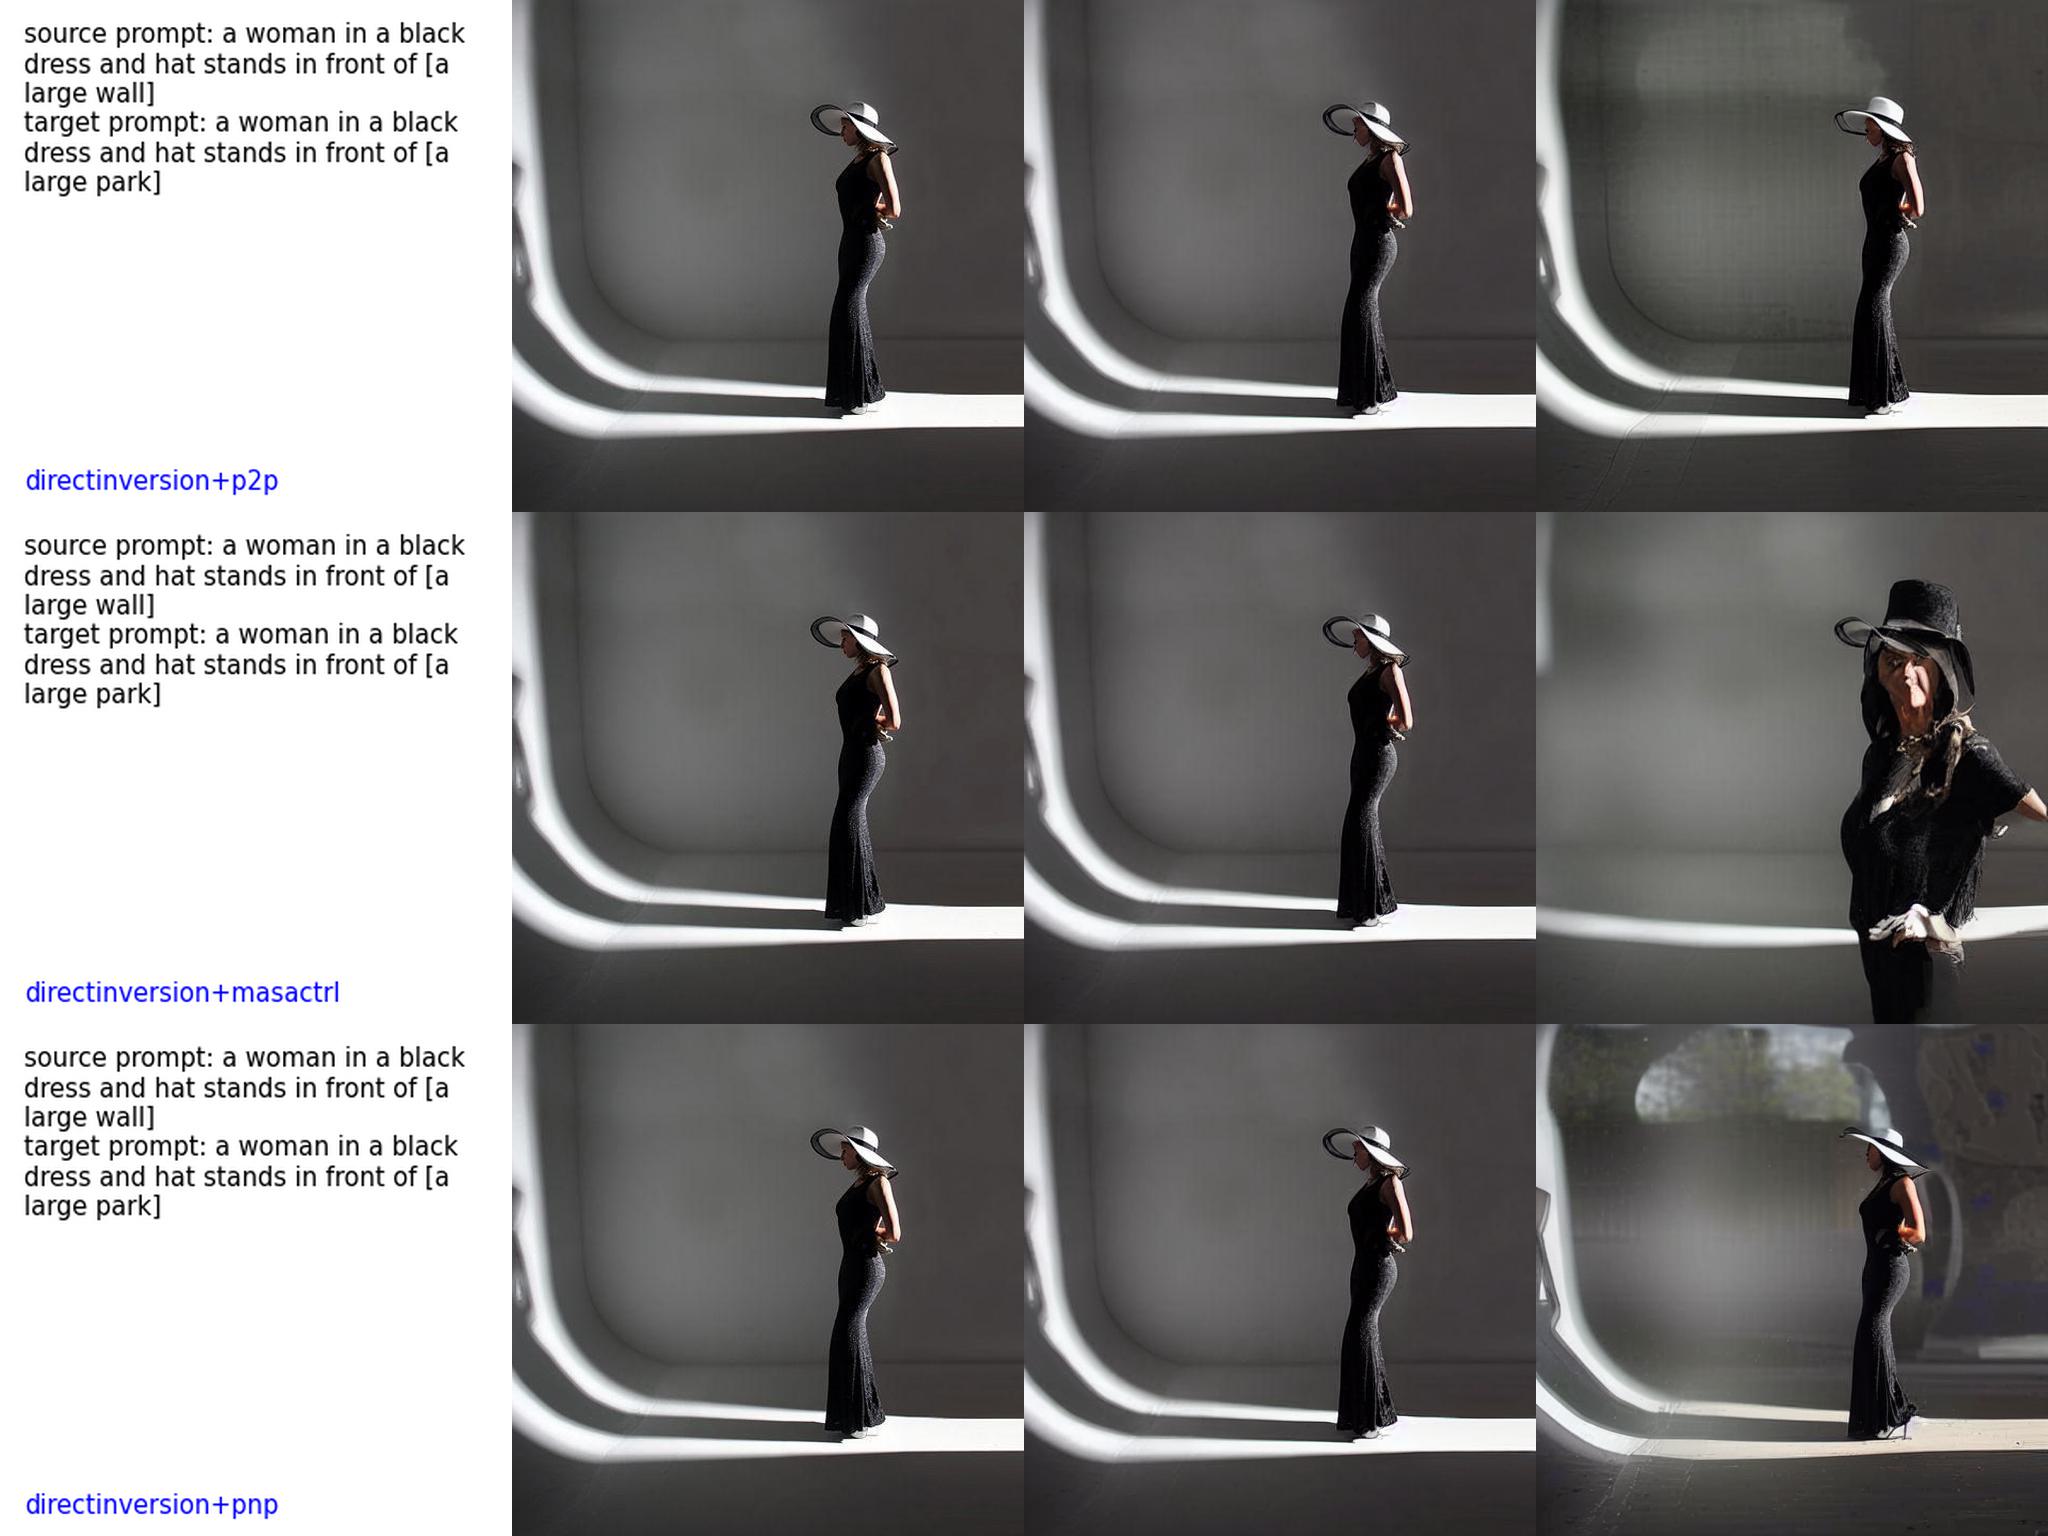 source prompt: a woman in a black
dress and hat stands in front of [a
large wall]
target prompt: a woman in a black
dress and hat stands in front of [a
large park]
directinversion+p2p
source prompt: a woman in a black
dress and hat stands in front of [a
large wall]
target prompt: a woman in a black
dress and hat stands in front of [a
large park]
directinversion+masactrl
source prompt: a woman in a black
dress and hat stands in front of [a
large wall]
target prompt: a woman in a black
dress and hat stands in front of [a
large park]
directinversion+pnp